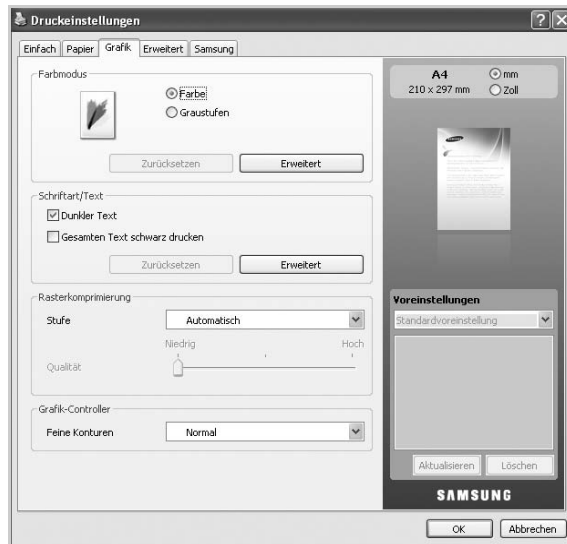 Druckeinstellungen
Einfach Papier Grafik Erweitert Samsung
Farbmodus
Farbe
Graustufen
Zurücksetzen Erweitert
Schriftart/Text
Dunkler Text
Gesamten Text schwarz drucken
Zurücksetzen Erweitert
Rasterkomprimierung
Stufe Automatisch
Niedrig Hoch
Qualität
Grafik-Controller
Feine Konturen Normal
A4
210 x 297 mm
mm
Zoll
Voreinstellungen
Standardvoreinstellung
Aktualisieren Löschen
SAMSUNG
OK Abbrechen